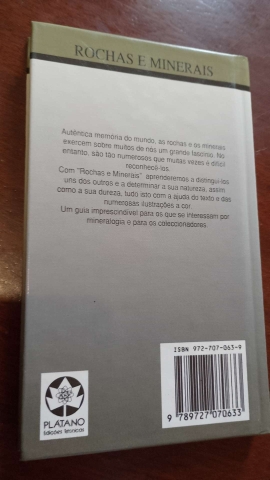 ROCHAS E MINERAIS
Autêntica memória do mundo, as rochas e os minerais
exercem sobre muitos de nós um grande fascínio. No
entanto, são tão numerosos que muitas vezes é difícil
reconhecê-los.
Com "Rochas e Minerais" aprenderemos a distingui-los
uns dos outros e a determinar a sua natureza, assim
como a sua dureza, tudo isto com a ajuda do texto e das
numerosas ilustrações a cor.
Um guia imprescindível para os que se interessam por
mineralogia e para os coleccionadores.
ISBN 972-707-063-9
9 789727 070633
PLATANO
Edições Técnicas